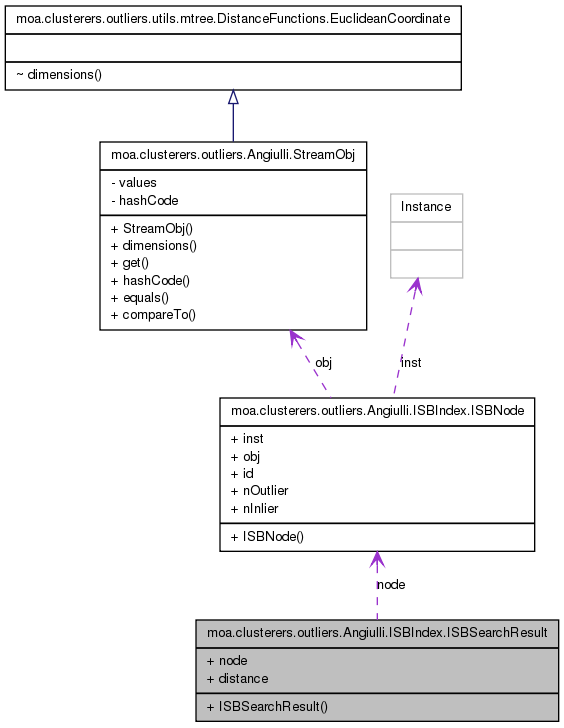 moa.clusterers.outliers.utils.mtree.DistanceFunctions.EuclideanCoordinate
~ dimensions()
moa.clusterers.outliers.Angiulli.StreamObj
- values
- hashCode
+ StreamObj()
+ dimensions()
+ get()
+ hashCode()
+ equals()
+ compareTo()
Instance
obj
inst
moa.clusterers.outliers.Angiulli.ISBIndex.ISBNode
+ inst
+ obj
+ id
+ nOutlier
+ nInlier
+ ISBNode()
node
moa.clusterers.outliers.Angiulli.ISBIndex.ISBSearchResult
+ node
+ distance
+ ISBSearchResult()